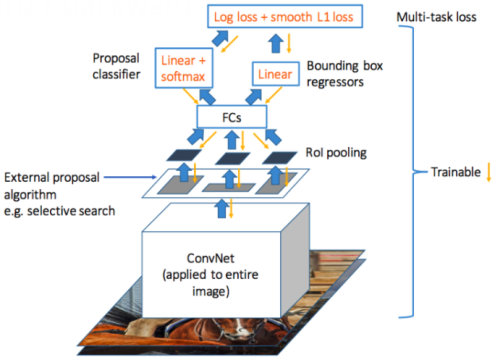 Log loss + smooth L1 loss
Multi-task loss
Proposal
classifier
Linear +
softmax
Linear
Bounding box
regressors
FCs
RoI pooling
External proposal
algorithm
e.g. selective search
Trainable
ConvNet
(applied to entire
image)